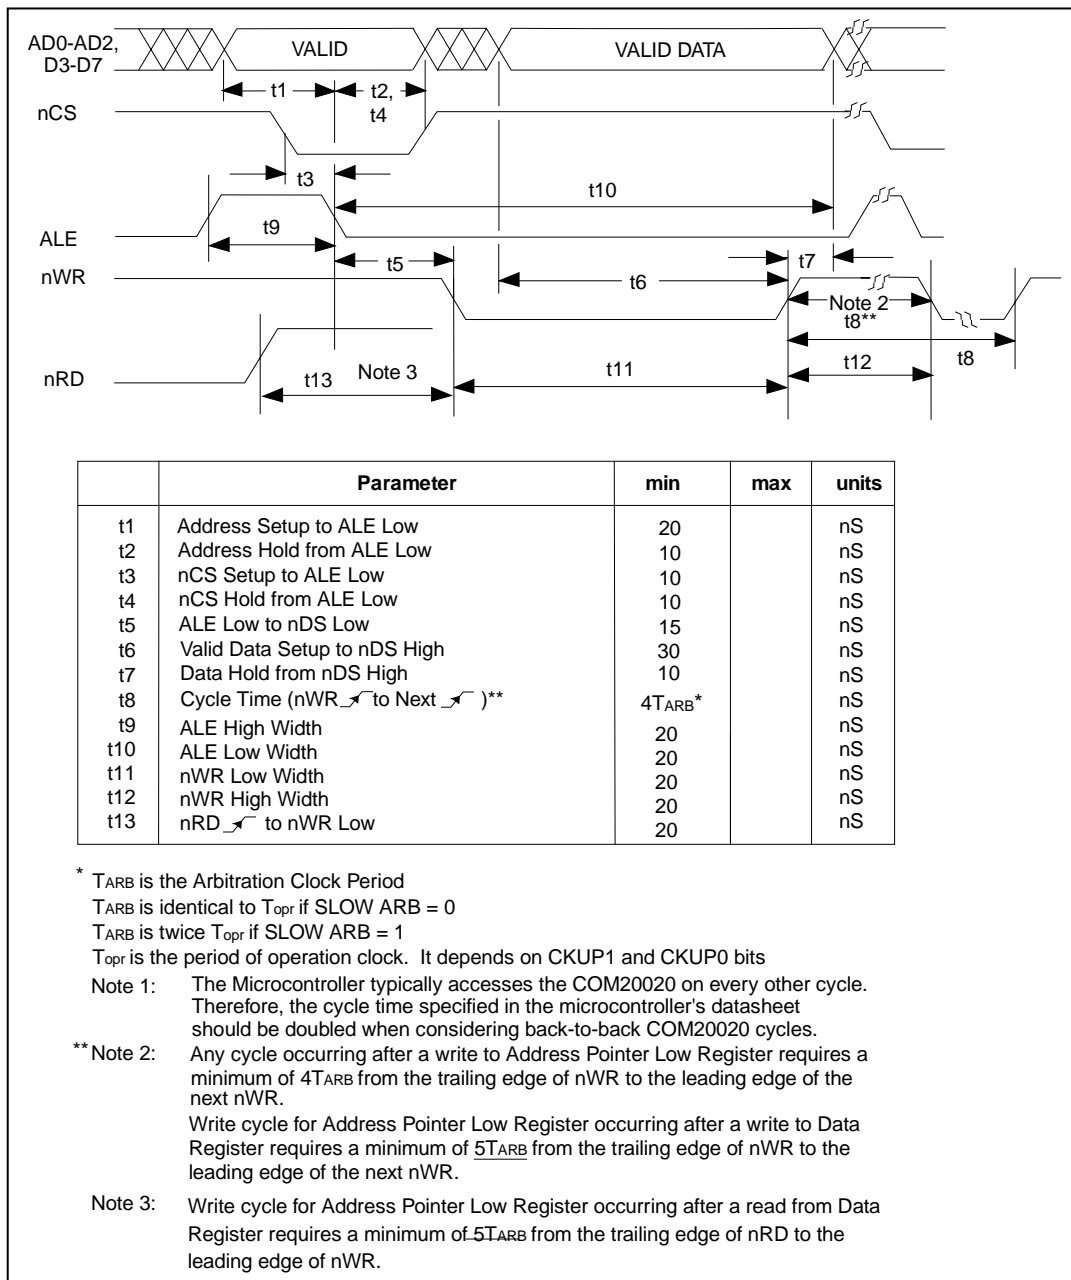 AD0-AD2,
D3-D7
VALID
VALID DATA
t1
t2,
t4
nCS
t3
t10
ALE
t9
nWR
t5
t7
t6
Note 2
t8**
t8
nRD
t13
Note 3
t11
t12
Parameter min max units
t1 Address Setup to ALE Low 20 nS
t2 Address Hold from ALE Low 10 nS
t3 nCS Setup to ALE Low 10 nS
t4 nCS Hold from ALE Low 10 nS
t5 ALE Low to nDS Low 15 nS
t6 Valid Data Setup to nDS High 30 nS
t7 Data Hold from nDS High 10 nS
t8 Cycle Time (nWR to Next )** 4TARB* nS
t9 ALE High Width 20 nS
t10 ALE Low Width 20 nS
t11 nWR Low Width 20 nS
t12 nWR High Width 20 nS
t13 nRD to nWR Low 20 nS
* TARB is the Arbitration Clock Period
TARB is identical to Topr if SLOW ARB = 0
TARB is twice Topr if SLOW ARB = 1
Topr is the period of operation clock. It depends on CKUP1 and CKUP0 bits
Note 1: The Microcontroller typically accesses the COM20020 on every other cycle.
Therefore, the cycle time specified in the microcontroller's datasheet
should be doubled when considering back-to-back COM20020 cycles.
**Note 2: Any cycle occurring after a write to Address Pointer Low Register requires a
minimum of 4TARB from the trailing edge of nWR to the leading edge of the
next nWR.
Write cycle for Address Pointer Low Register occurring after a write to Data
Register requires a minimum of 5TARB from the trailing edge of nWR to the
leading edge of the next nWR.
Note 3: Write cycle for Address Pointer Low Register occurring after a read from Data
Register requires a minimum of 5TARB from the trailing edge of nRD to the
leading edge of nWR.